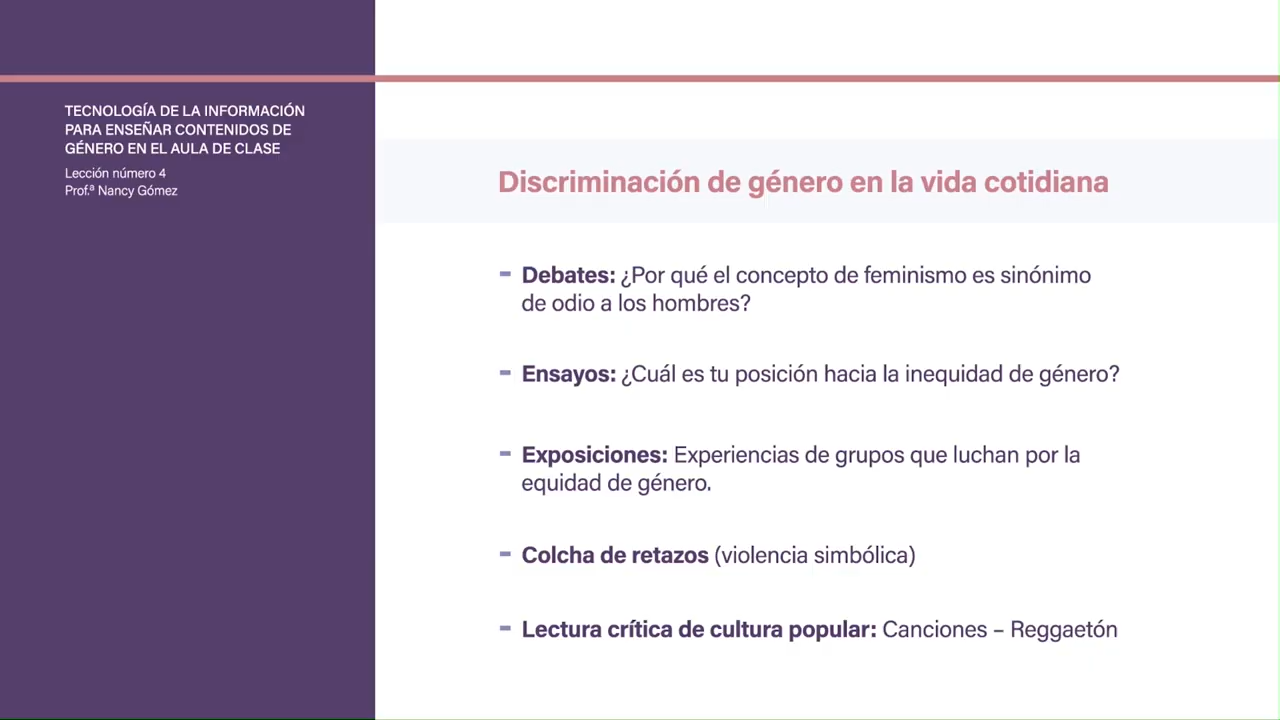 TECNOLOGÍA DE LA INFORMACIÓN
PARA ENSEÑAR CONTENIDOS DE
GÉNERO EN EL AULA DE CLASE
Lección número 4
Prof.ª Nancy Gómez
Discriminación de género en la vida cotidiana
- Debates: ¿Por qué el concepto de feminismo es sinónimo
de odio a los hombres?
- Ensayos: ¿Cuál es tu posición hacia la inequidad de género?
- Exposiciones: Experiencias de grupos que luchan por la
equidad de género.
- Colcha de retazos (violencia simbólica)
- Lectura crítica de cultura popular: Canciones – Reggaetón